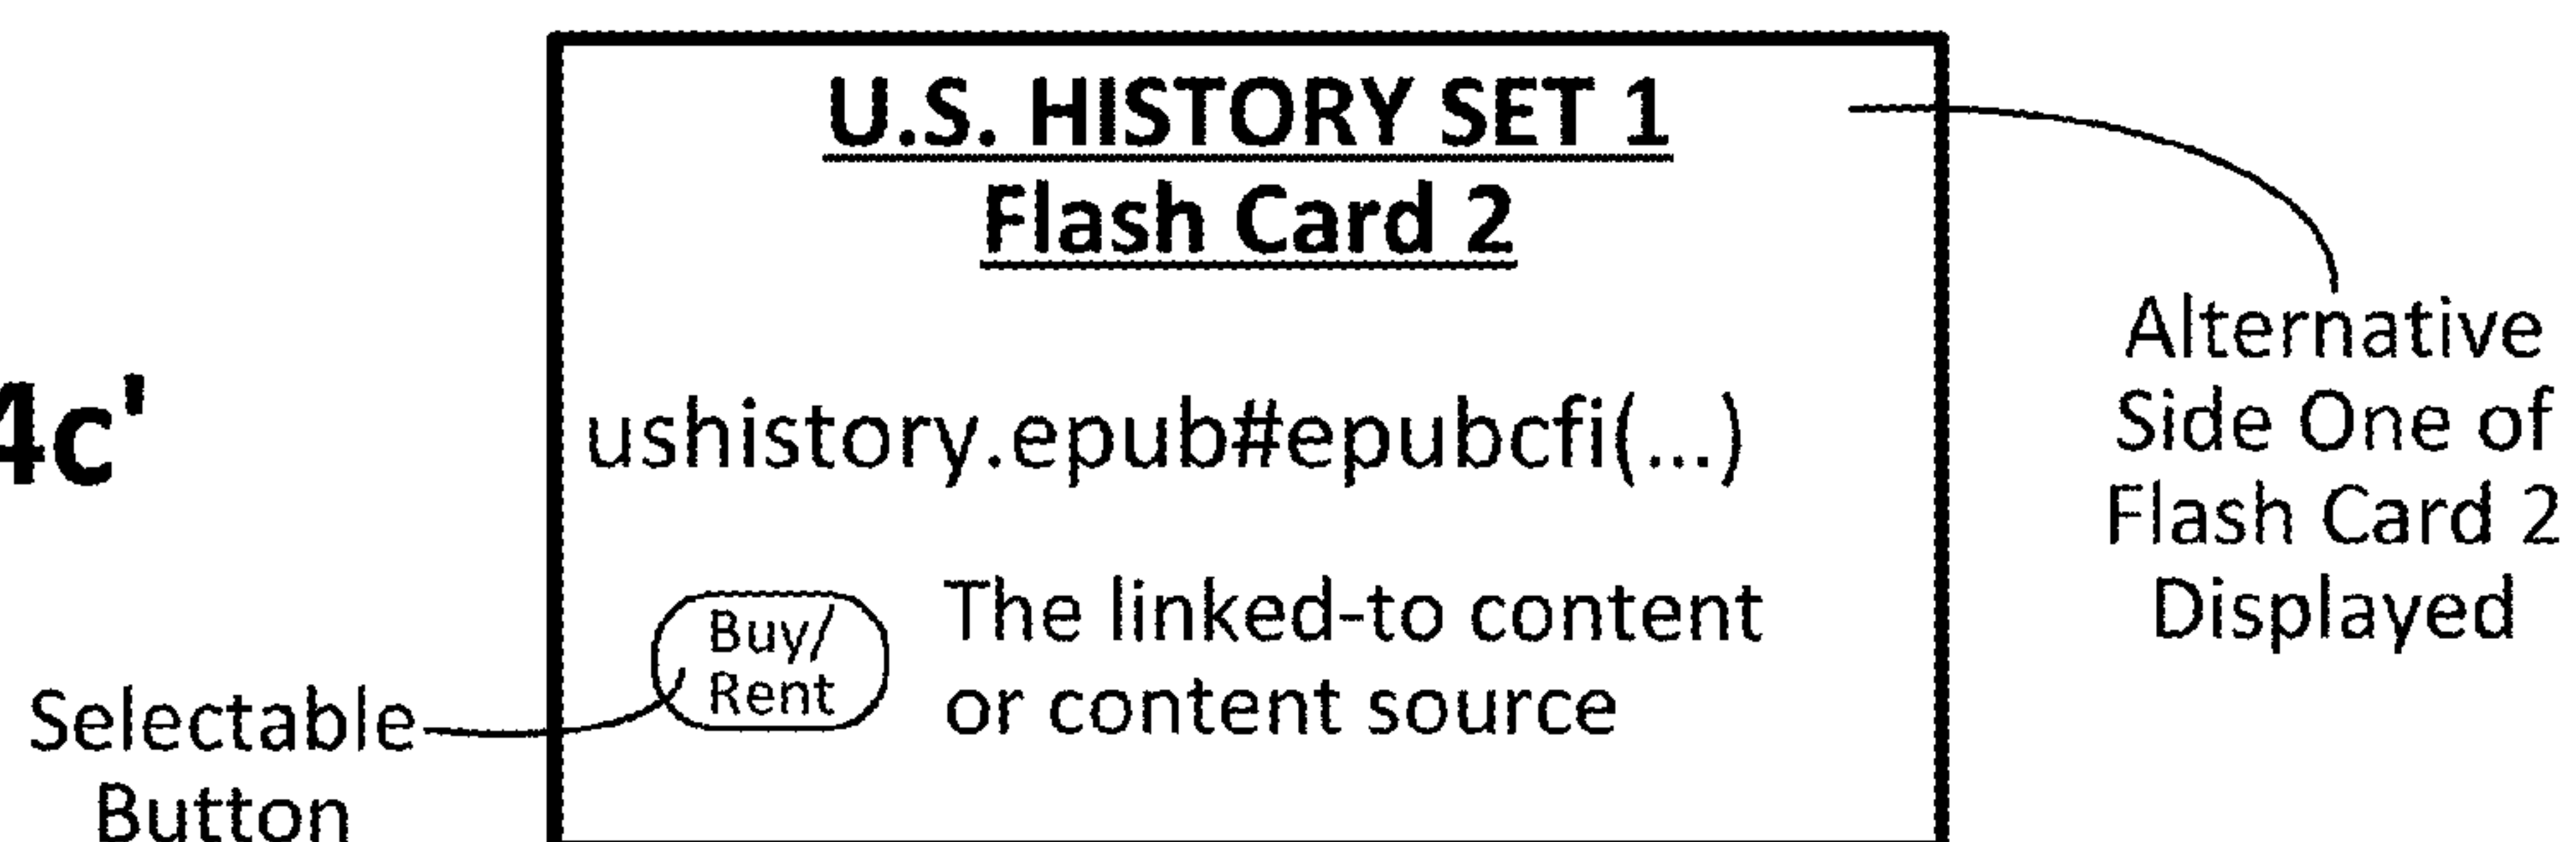 U.S. HISTORY SET 1
Flash Card 2
4c'
ushistory.epub#epubcfi(...)
Alternative
Side One of
Flash Card 2
Displayed
Buy/
Rent
The linked-to content
or content source
Selectable
Button